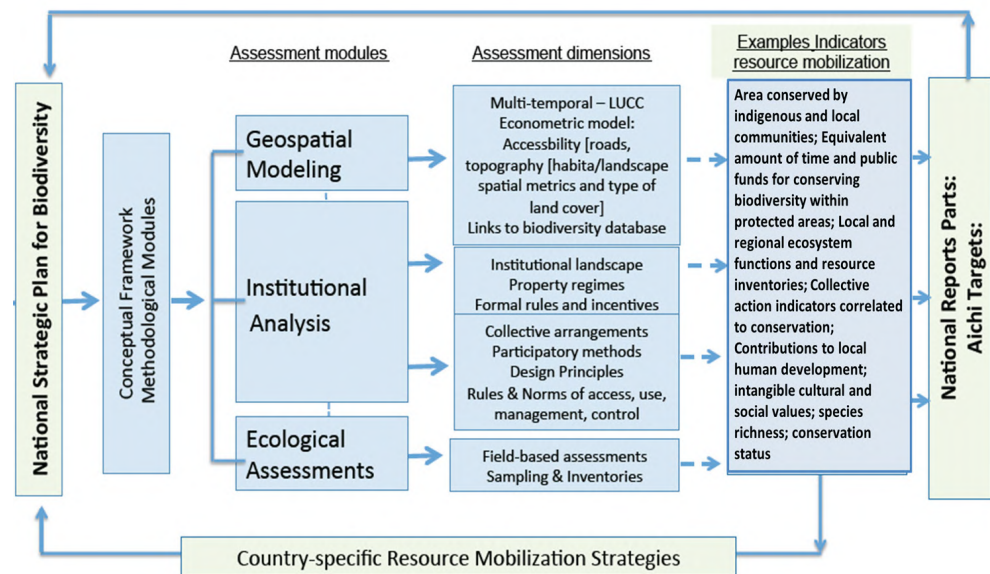 Assessment modules
Assessment dimensions
Examples Indicators
resource mobilization
National Strategic Plan for Biodiversity
Conceptual Framework
Methodological Modules
Geospatial
Modeling
Institutional
Analysis
Ecological
Assessments
Multi-temporal – LUCC
Econometric model:
Accessbility [roads,
topography [habita/landscape
spatial metrics and type of
land cover]
Links to biodiversity database
Institutional landscape
Property regimes
Formal rules and incentives
Collective arrangements
Participatory methods
Design Principles
Rules & Norms of access, use,
management, control
Field-based assessments
Sampling & Inventories
Area conserved by
indigenous and local
communities; Equivalent
amount of time and public
funds for conserving
biodiversity within
protected areas; Local and
regional ecosystem
functions and resource
inventories; Collective
action indicators correlated
to conservation;
Contributions to local
human development;
intangible cultural and
social values; species
richness; conservation
status
National Reports Parts:
Aichi Targets:
Country-specific Resource Mobilization Strategies